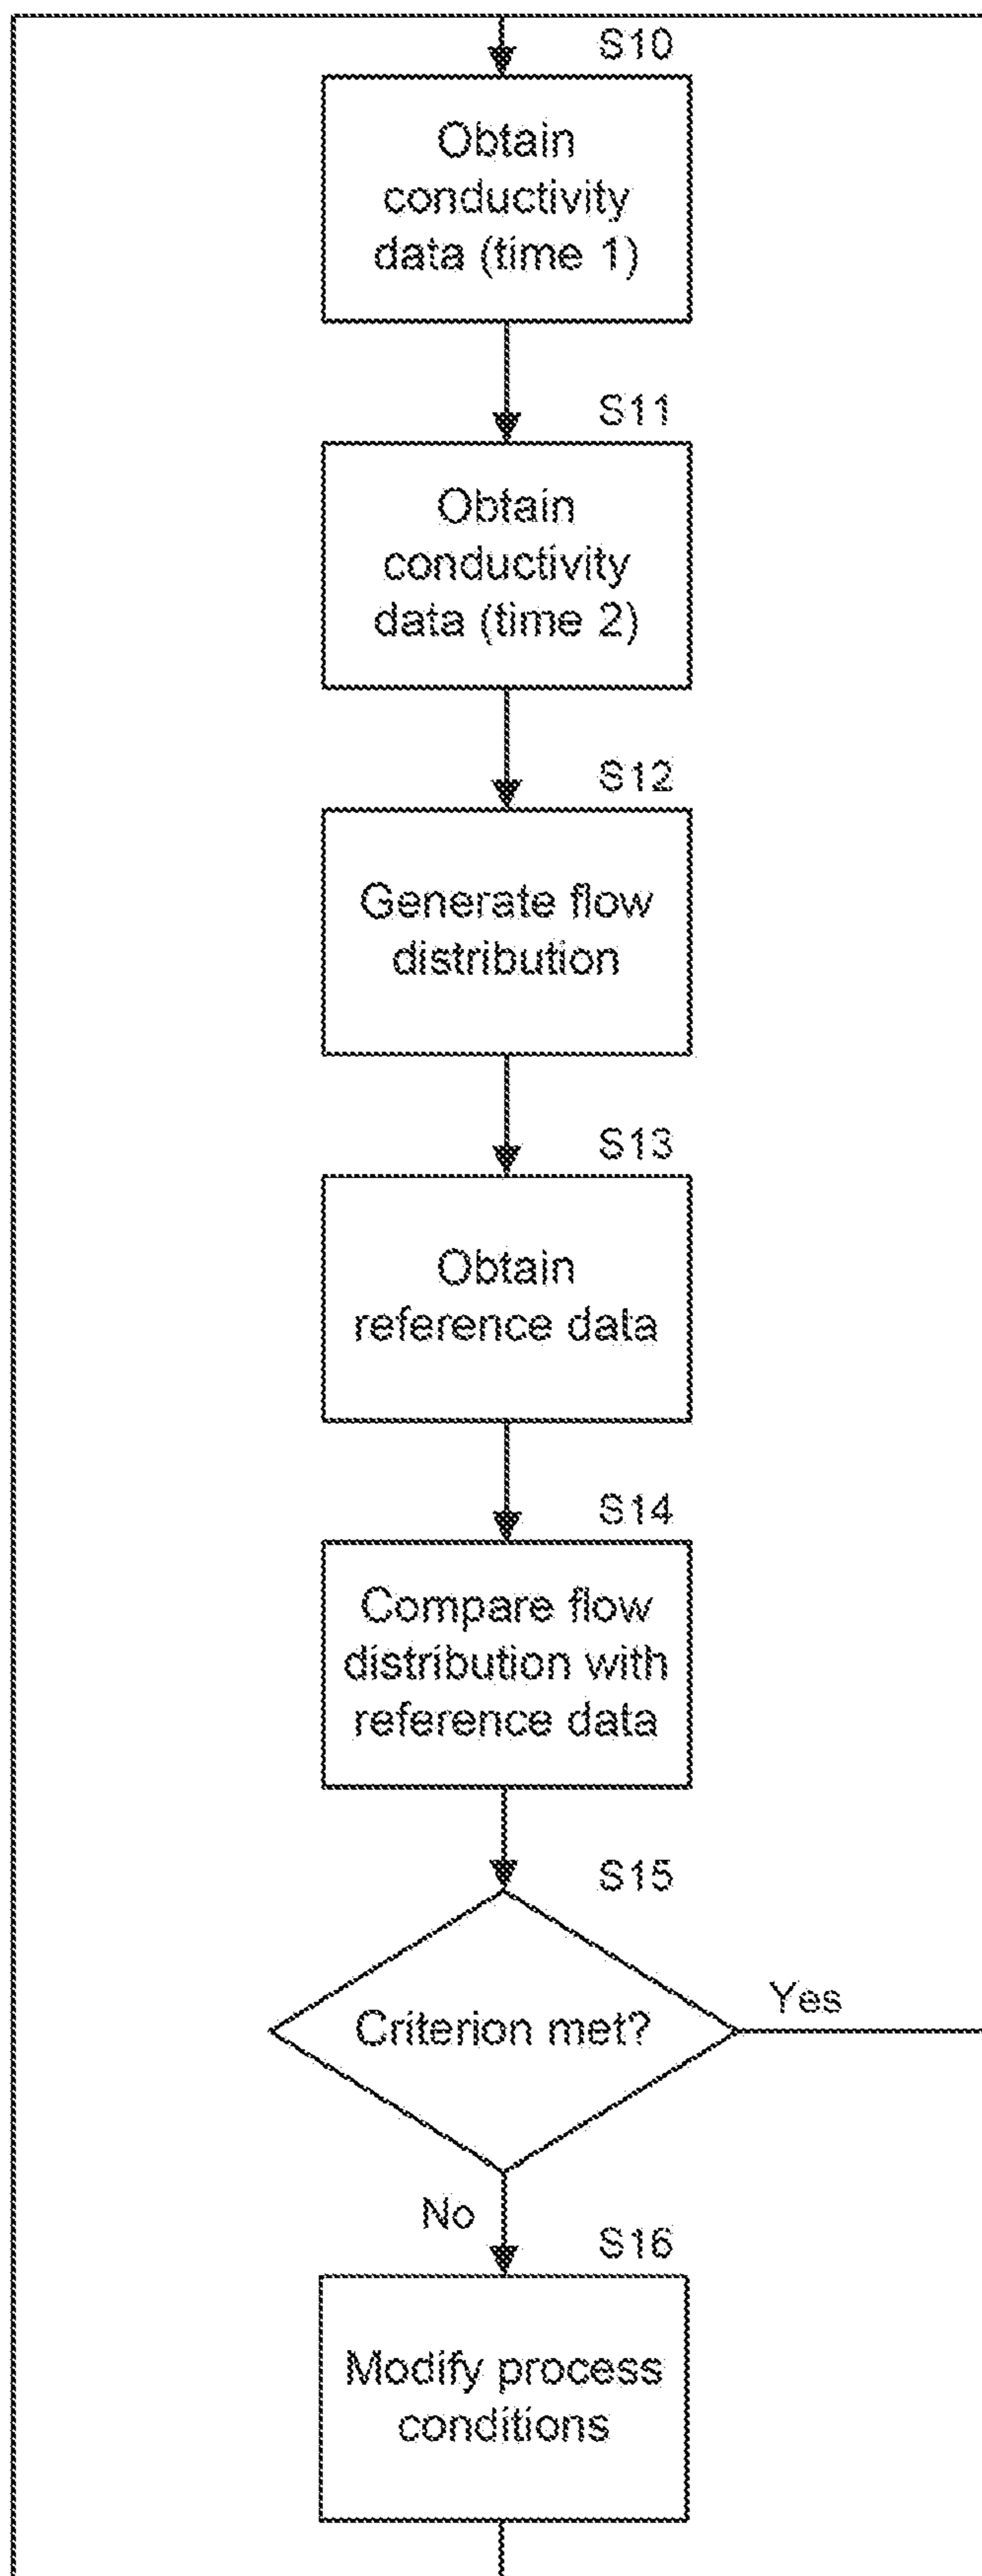 S10
Obtain
conductivity
data (time 1)
S11
Obtain
conductivity
data (time 2)
S12
Generate flow
distribution
S13
Obtain
reference data
S14
Compare flow
distribution with
reference data
S15
Criterion met?
Yes
No
S16
Modify process
conditions